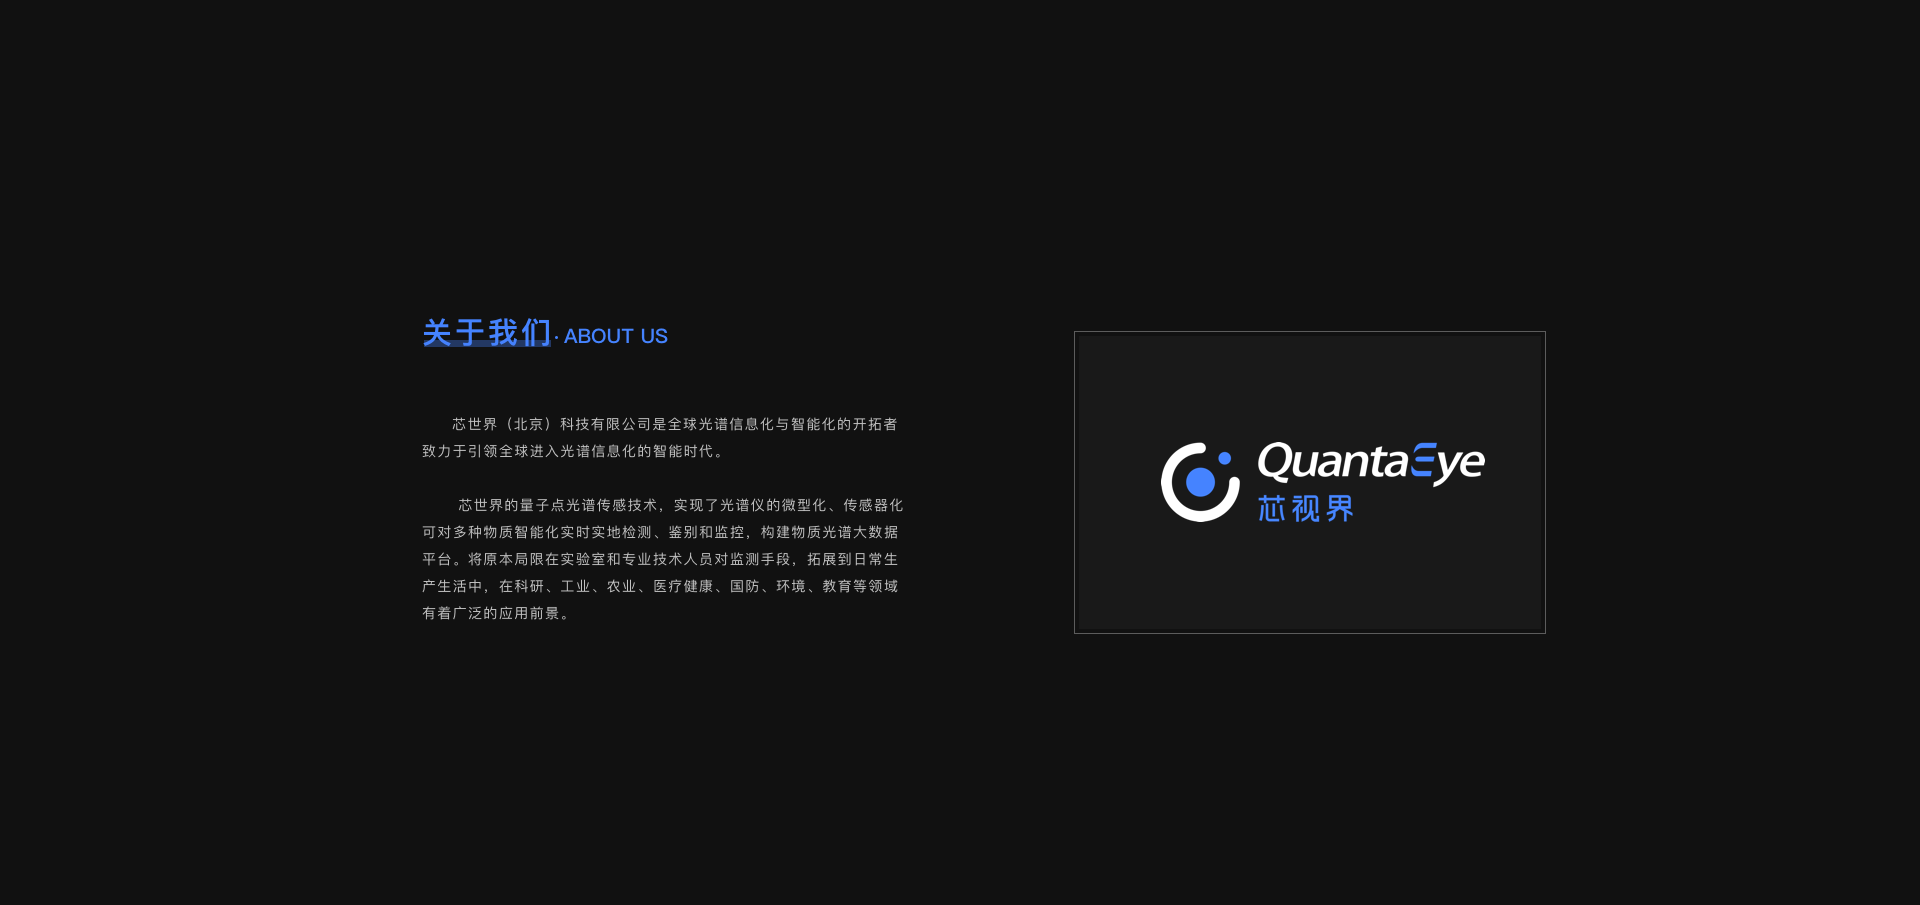 关于我们· ABOUT US
芯世界（北京）科技有限公司是全球光谱信息化与智能化的开拓者
致力于引领全球进入光谱信息化的智能时代。
芯世界的量子点光谱传感技术，实现了光谱仪的微型化、传感器化
可对多种物质智能化实时实地检测、鉴别和监控，构建物质光谱大数据
平台。将原本局限在实验室和专业技术人员对监测手段，拓展到日常生
产生活中，在科研、工业、农业、医疗健康、国防、环境、教育等领域
有着广泛的应用前景。
QuantaEye
芯视界